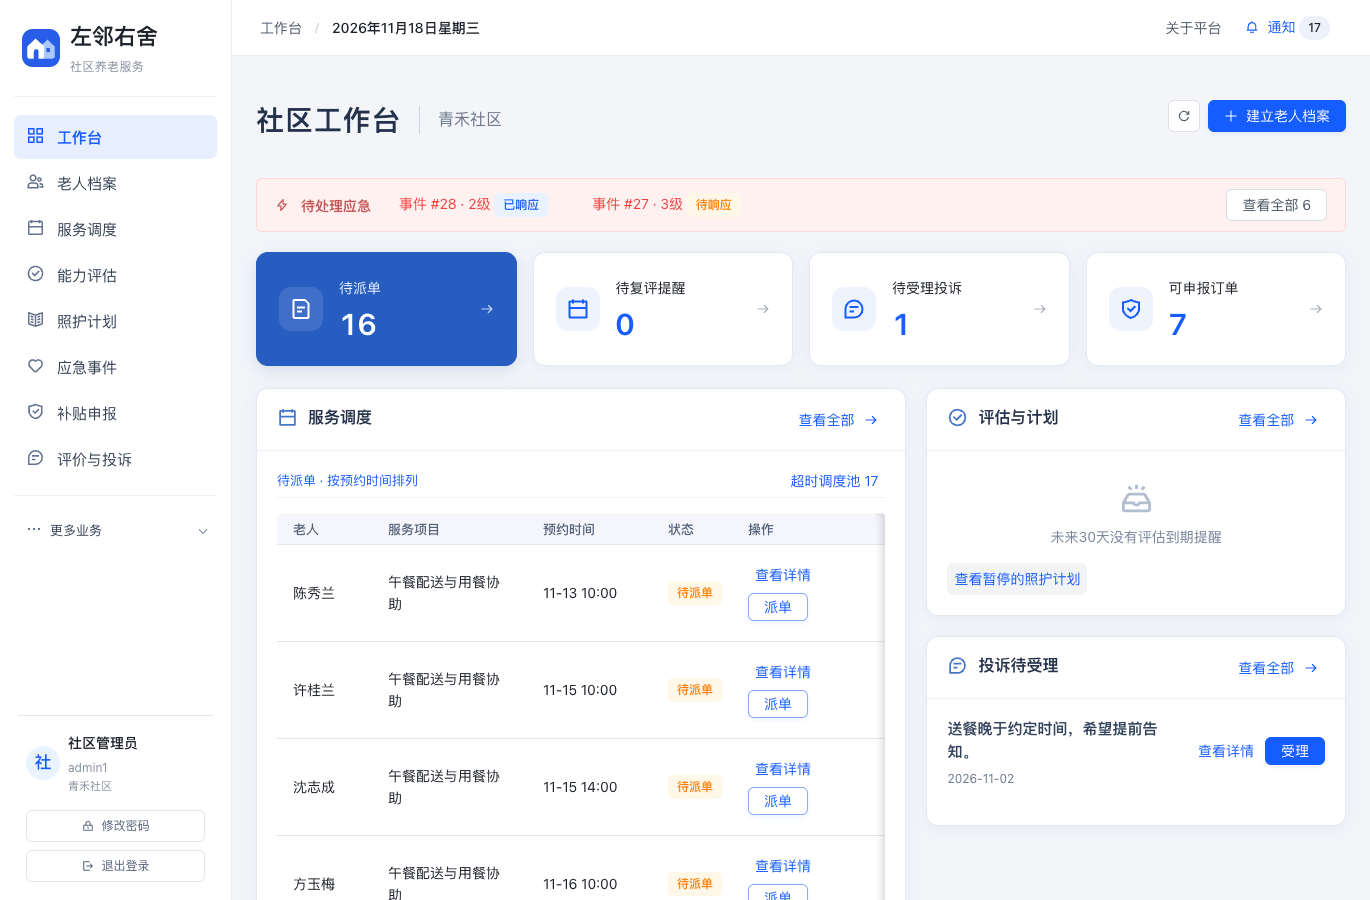 左邻右舍
社区养老服务
工作台
老人档案
服务调度
能力评估
照护计划
应急事件
补贴申报
评价与投诉
更多业务
社
社区管理员
admin1
青禾社区
修改密码
退出登录
工作台 / 2026年11月18日星期三
关于平台
通知 17
社区工作台
青禾社区
建立老人档案
待处理应急
事件 #28 · 2级 已响应
事件 #27 · 3级 待响应
查看全部 6
待派单
16
待复评提醒
0
待受理投诉
1
可申报订单
7
服务调度
查看全部
待派单 · 按预约时间排列
超时调度池 17
老人 服务项目 预约时间 状态 操作
陈秀兰 午餐配送与用餐协助 11-13 10:00 待派单 查看详情 派单
许桂兰 午餐配送与用餐协助 11-15 10:00 待派单 查看详情 派单
沈志成 午餐配送与用餐协助 11-15 14:00 待派单 查看详情 派单
方玉梅 午餐配送与用餐协助 11-16 10:00 待派单 查看详情 派单
评估与计划
查看全部
未来30天没有评估到期提醒
查看暂停的照护计划
投诉待受理
查看全部
送餐晚于约定时间，希望提前告
知。
2026-11-02
查看详情
受理